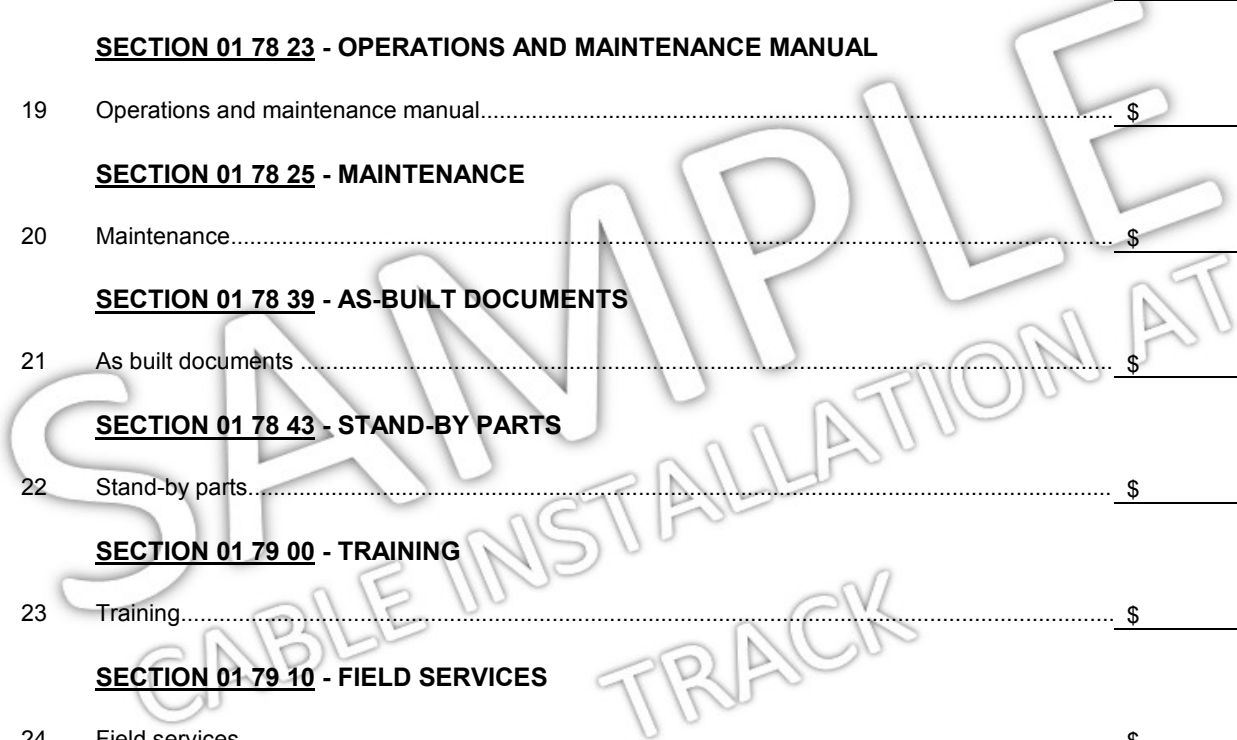 SECTION 01 78 23 - OPERATIONS AND MAINTENANCE MANUAL
19 Operations and maintenance manual................................................................................................ $
SECTION 01 78 25 - MAINTENANCE
20 Maintenance....................................................................................................................................... $
SECTION 01 78 39 - AS-BUILT DOCUMENTS
21 As built documents ........................................................................................................................... $
SECTION 01 78 43 - STAND-BY PARTS
22 Stand-by parts.................................................................................................................................... $
SECTION 01 79 00 - TRAINING
23 Training.............................................................................................................................................. $
SECTION 01 79 10 - FIELD SERVICES
24 Field services $
SAMPLE
CABLE INSTALLATION AT
TRACK